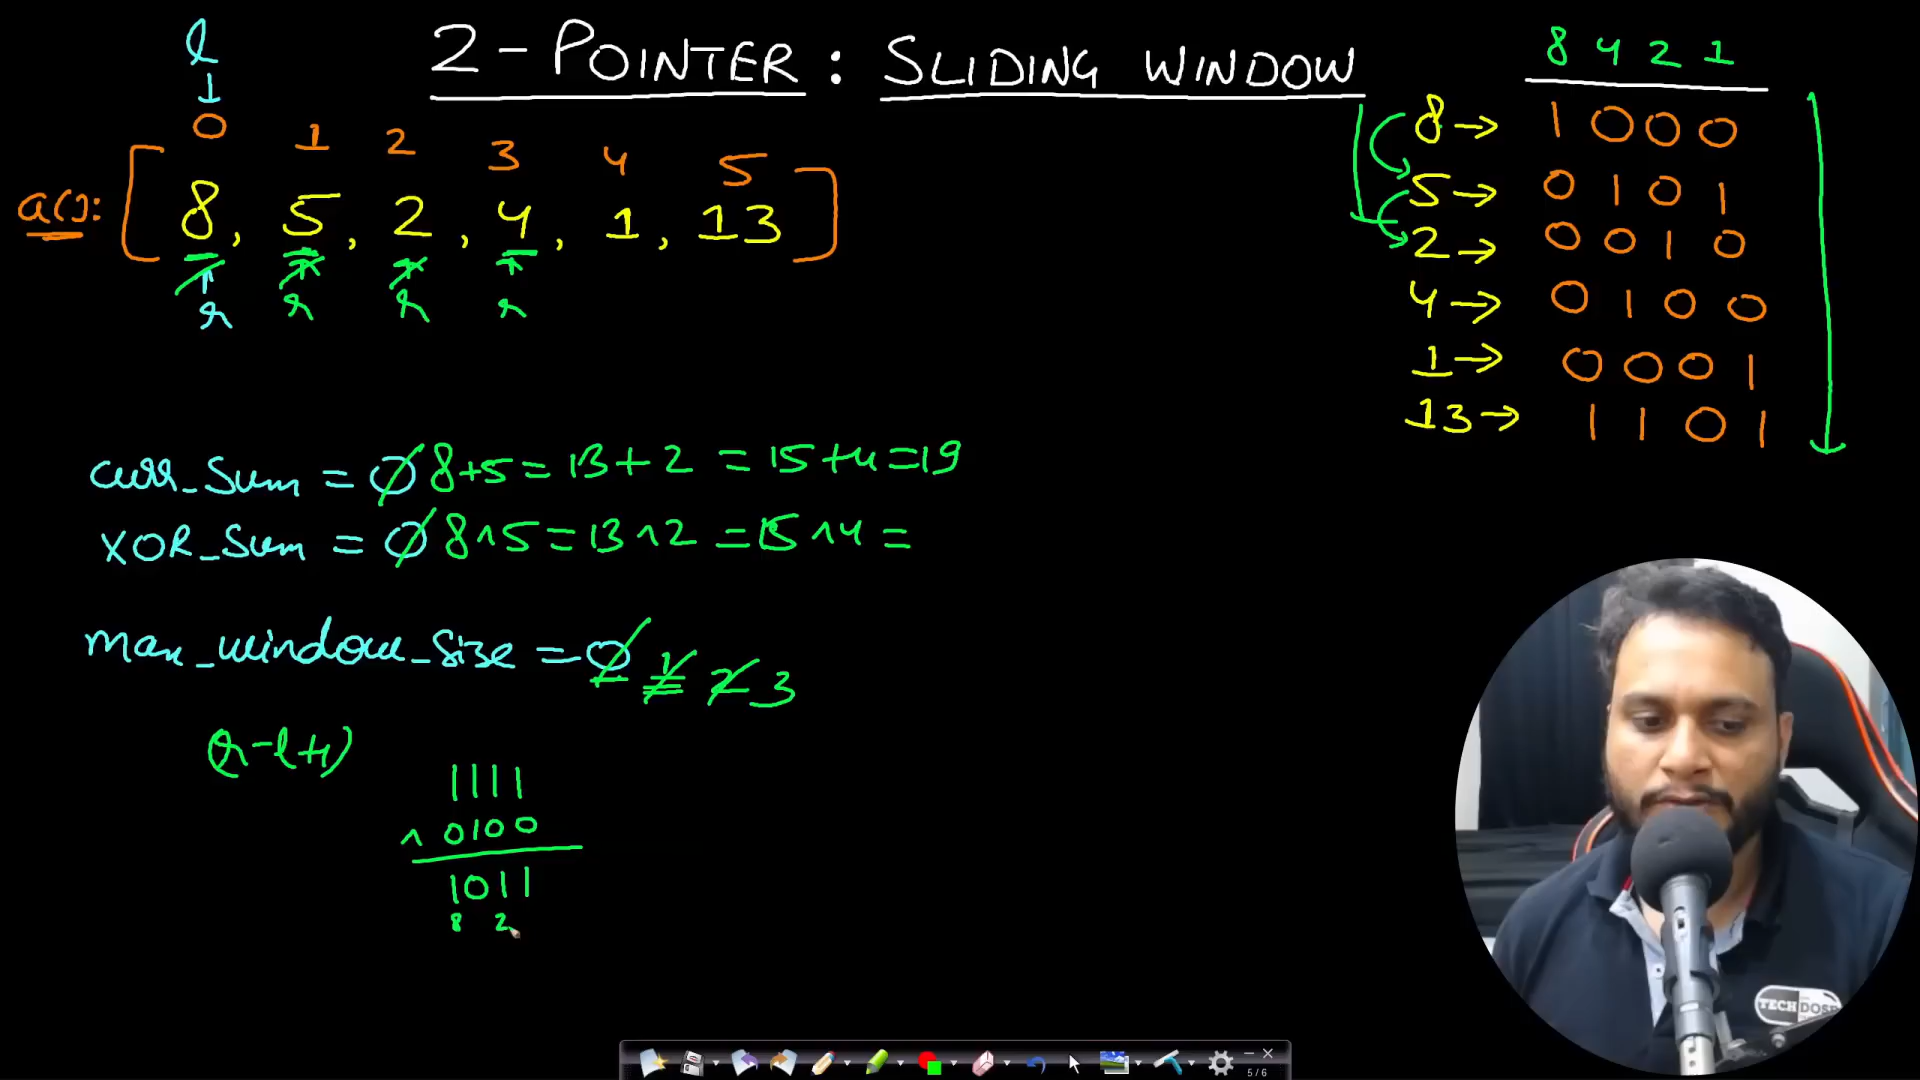 2-POINTER : SLIDING WINDOW
l
0 1 2 3 4 5
a[]: [8, 5, 2, 4, 1, 13]
r r r r
8 4 2 1
8→ 1 0 0 0
5→ 0 1 0 1
2→ 0 0 1 0
4→ 0 1 0 0
1→ 0 0 0 1
13→ 1 1 0 1
curr_Sum = 0 8+5 = 13+2 = 15+4 = 19
XOR_Sum = 0 8^5 = 13^2 = 15^4 =
max_window_size = 0 1 2 3
(r-l+1)
1111
^ 0100
1011
8 2
TECH DOSE
5/6